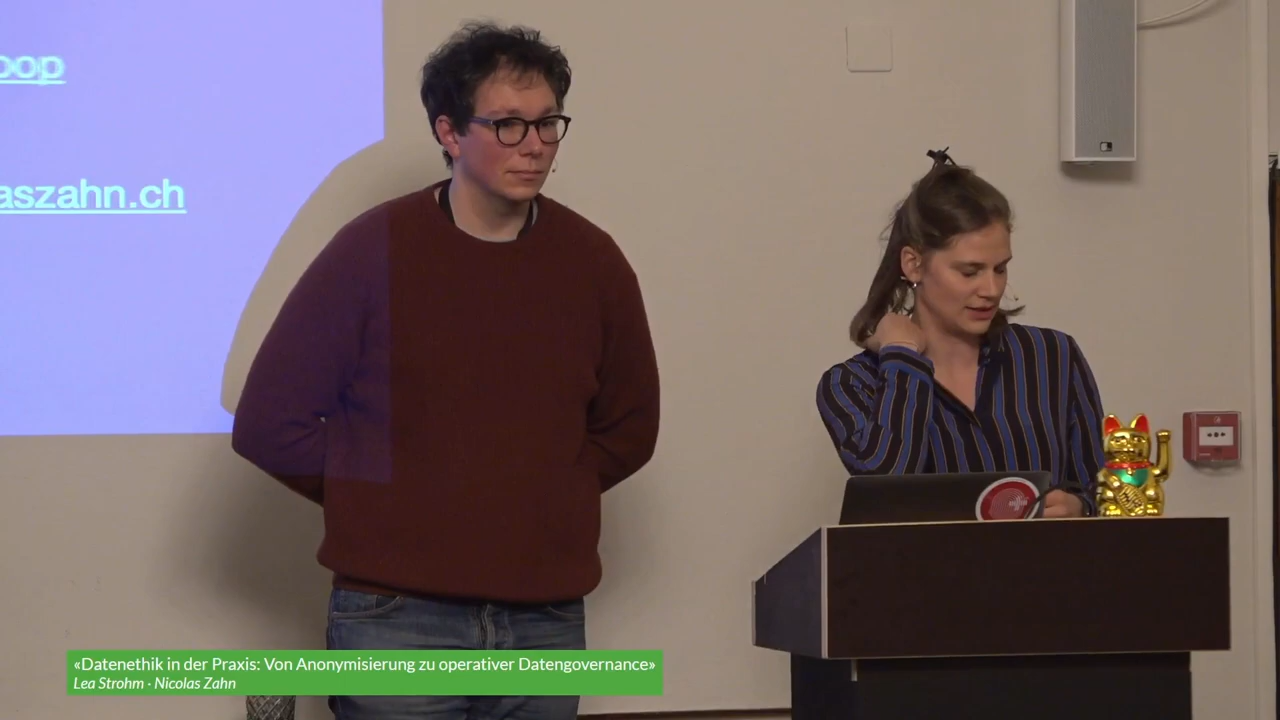 oop
aszahn.ch
«Datenethik in der Praxis: Von Anonymisierung zu operativer Datengovernance»
Lea Strohm · Nicolas Zahn